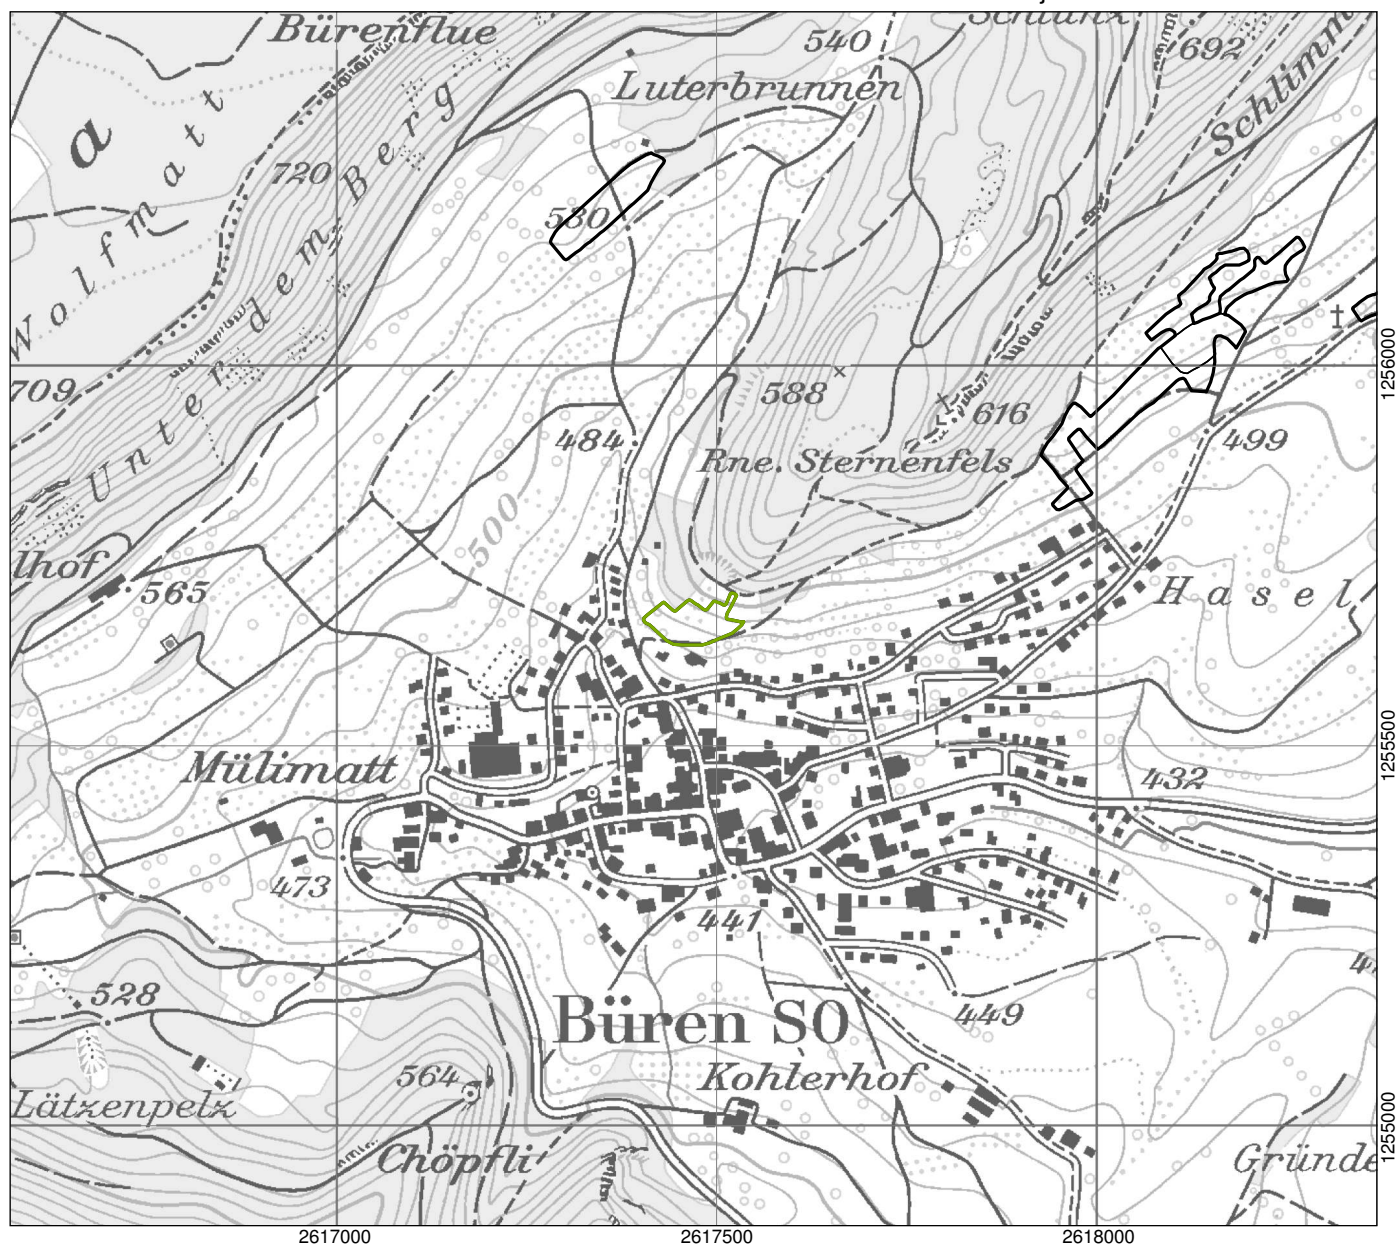 Bürenflue
540
692
Schlimm
Luterbrunnen
a
Wolfmatt
720
Unter dem Berg
530
1256000
709
588
616
484
Rne. Sternenfels
499
500
lhof
565
Hasel
1255500
Mülimatt
432
473
441
528
449
Büren SO
564
Kohlerhof
Lätzenpelz
1255000
Chöpfli
Gründe
2617000
2617500
2618000